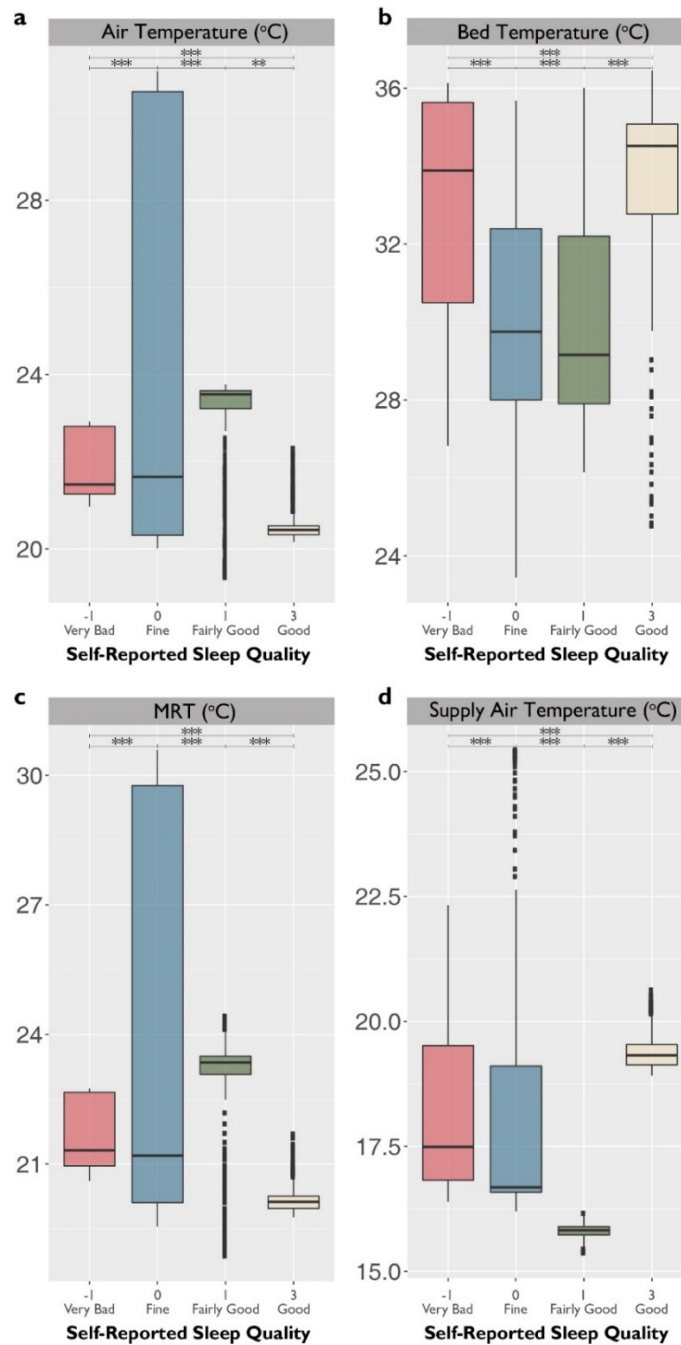 a
Air Temperature (°C)
***
*** *** **
28
24
20
-1 0 1 3
Very Bad Fine Fairly Good Good
Self-Reported Sleep Quality
b
Bed Temperature (°C)
***
*** *** ***
36
32
28
24
-1 0 1 3
Very Bad Fine Fairly Good Good
Self-Reported Sleep Quality
c
MRT (°C)
***
*** *** ***
30
27
24
21
-1 0 1 3
Very Bad Fine Fairly Good Good
Self-Reported Sleep Quality
d
Supply Air Temperature (°C)
***
*** *** ***
25.0
22.5
20.0
17.5
15.0
-1 0 1 3
Very Bad Fine Fairly Good Good
Self-Reported Sleep Quality